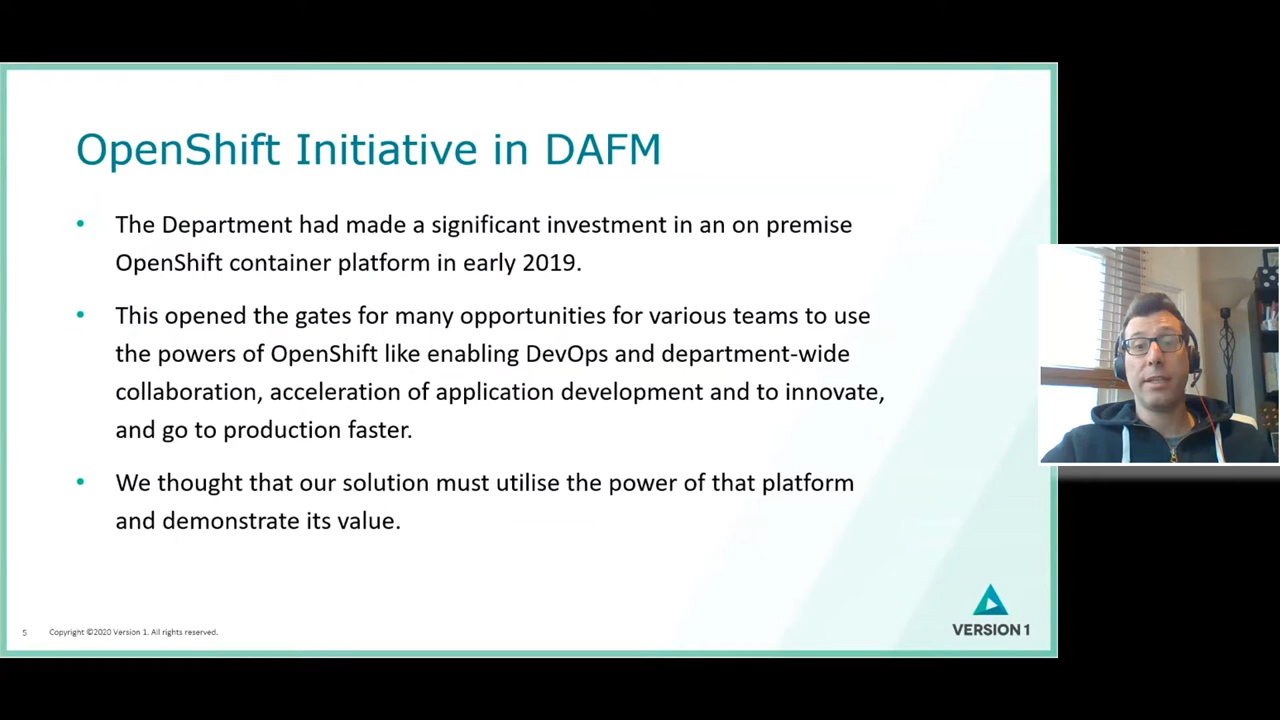 OpenShift Initiative in DAFM
• The Department had made a significant investment in an on premise
OpenShift container platform in early 2019.
• This opened the gates for many opportunities for various teams to use
the powers of OpenShift like enabling DevOps and department-wide
collaboration, acceleration of application development and to innovate,
and go to production faster.
• We thought that our solution must utilise the power of that platform
and demonstrate its value.
5 Copyright ©2020 Version 1. All rights reserved.
VERSION 1